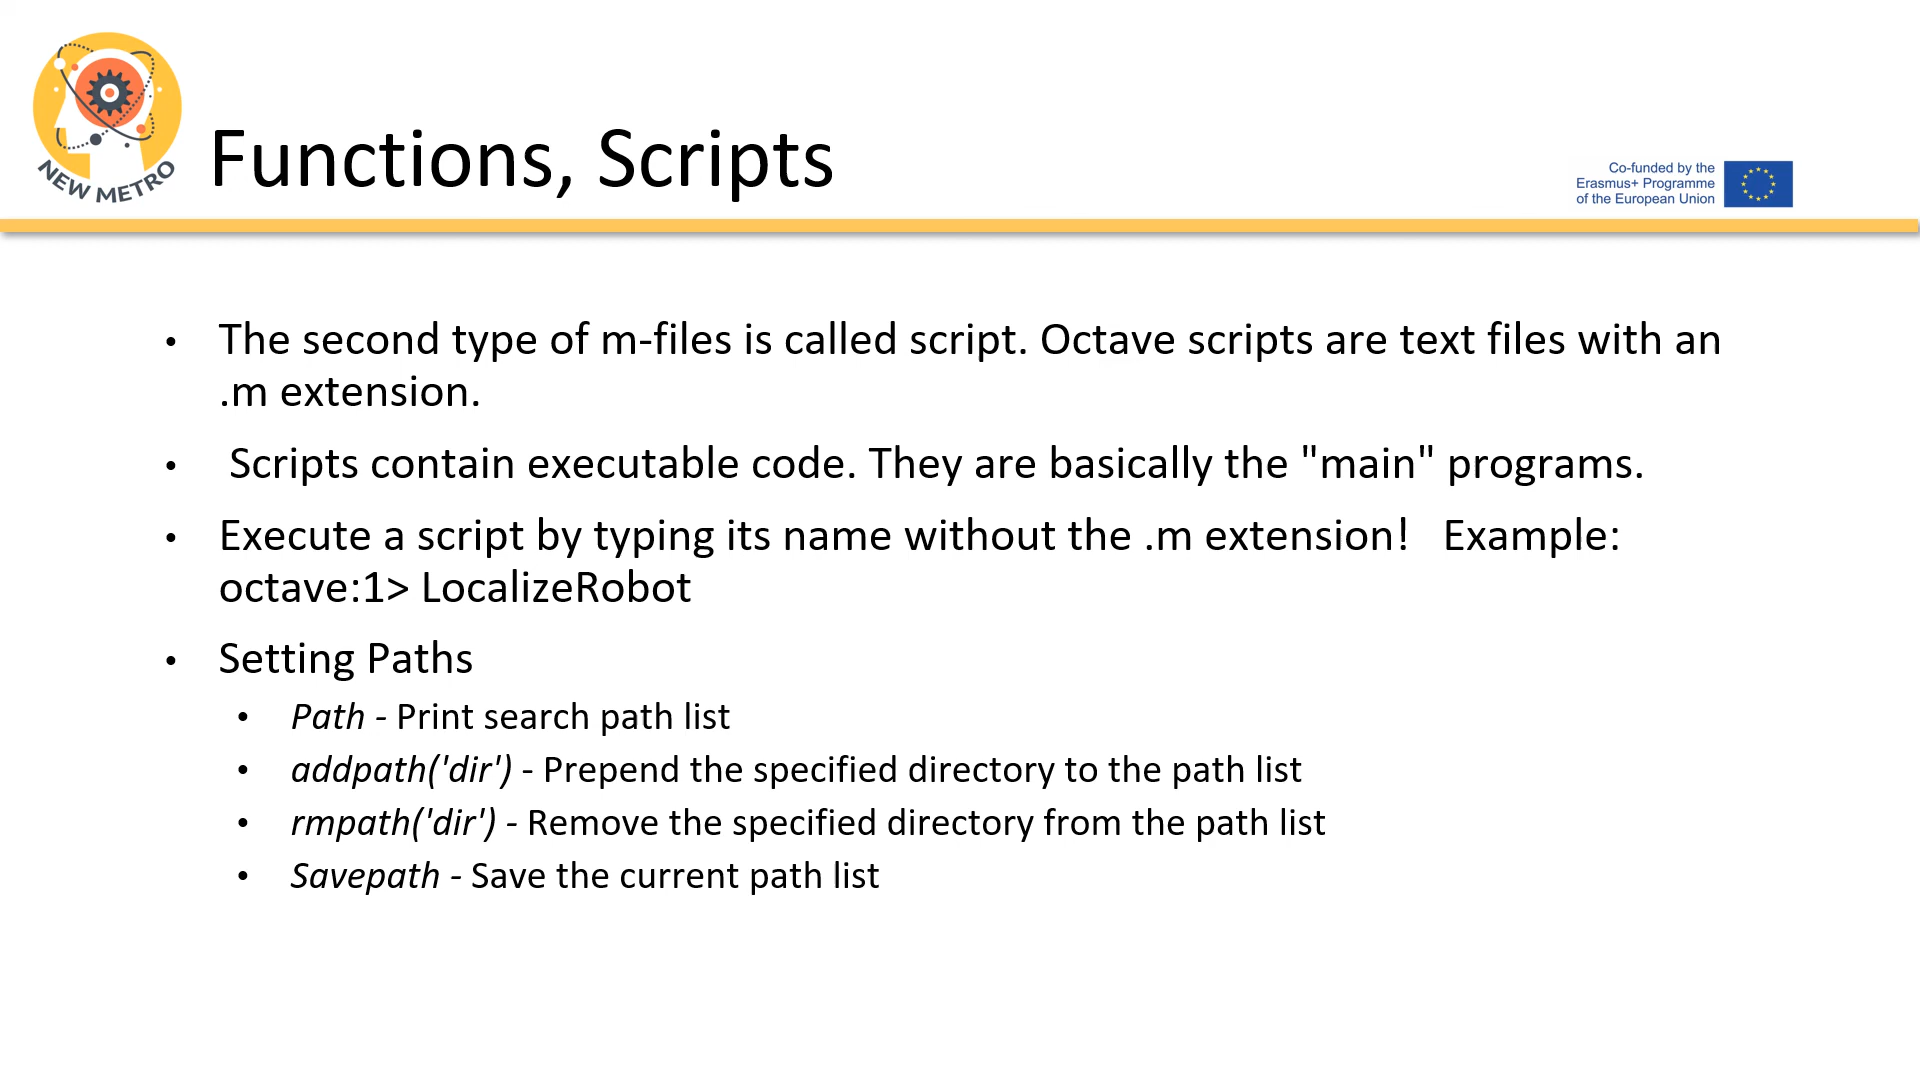 NEW METRO
Functions, Scripts
Co-funded by the
Erasmus+ Programme
of the European Union
• The second type of m-files is called script. Octave scripts are text files with an
.m extension.
• Scripts contain executable code. They are basically the "main" programs.
• Execute a script by typing its name without the .m extension!   Example:
octave:1> LocalizeRobot
• Setting Paths
• Path - Print search path list
• addpath('dir') - Prepend the specified directory to the path list
• rmpath('dir') - Remove the specified directory from the path list
• Savepath - Save the current path list